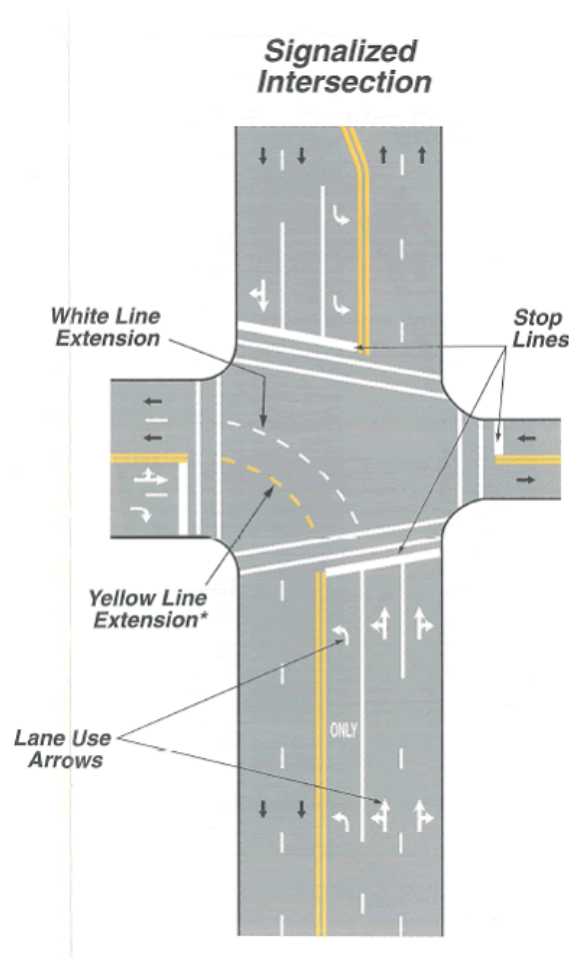 Signalized
Intersection
White Line
Extension
Stop
Lines
Yellow Line
Extension*
ONLY
Lane Use
Arrows